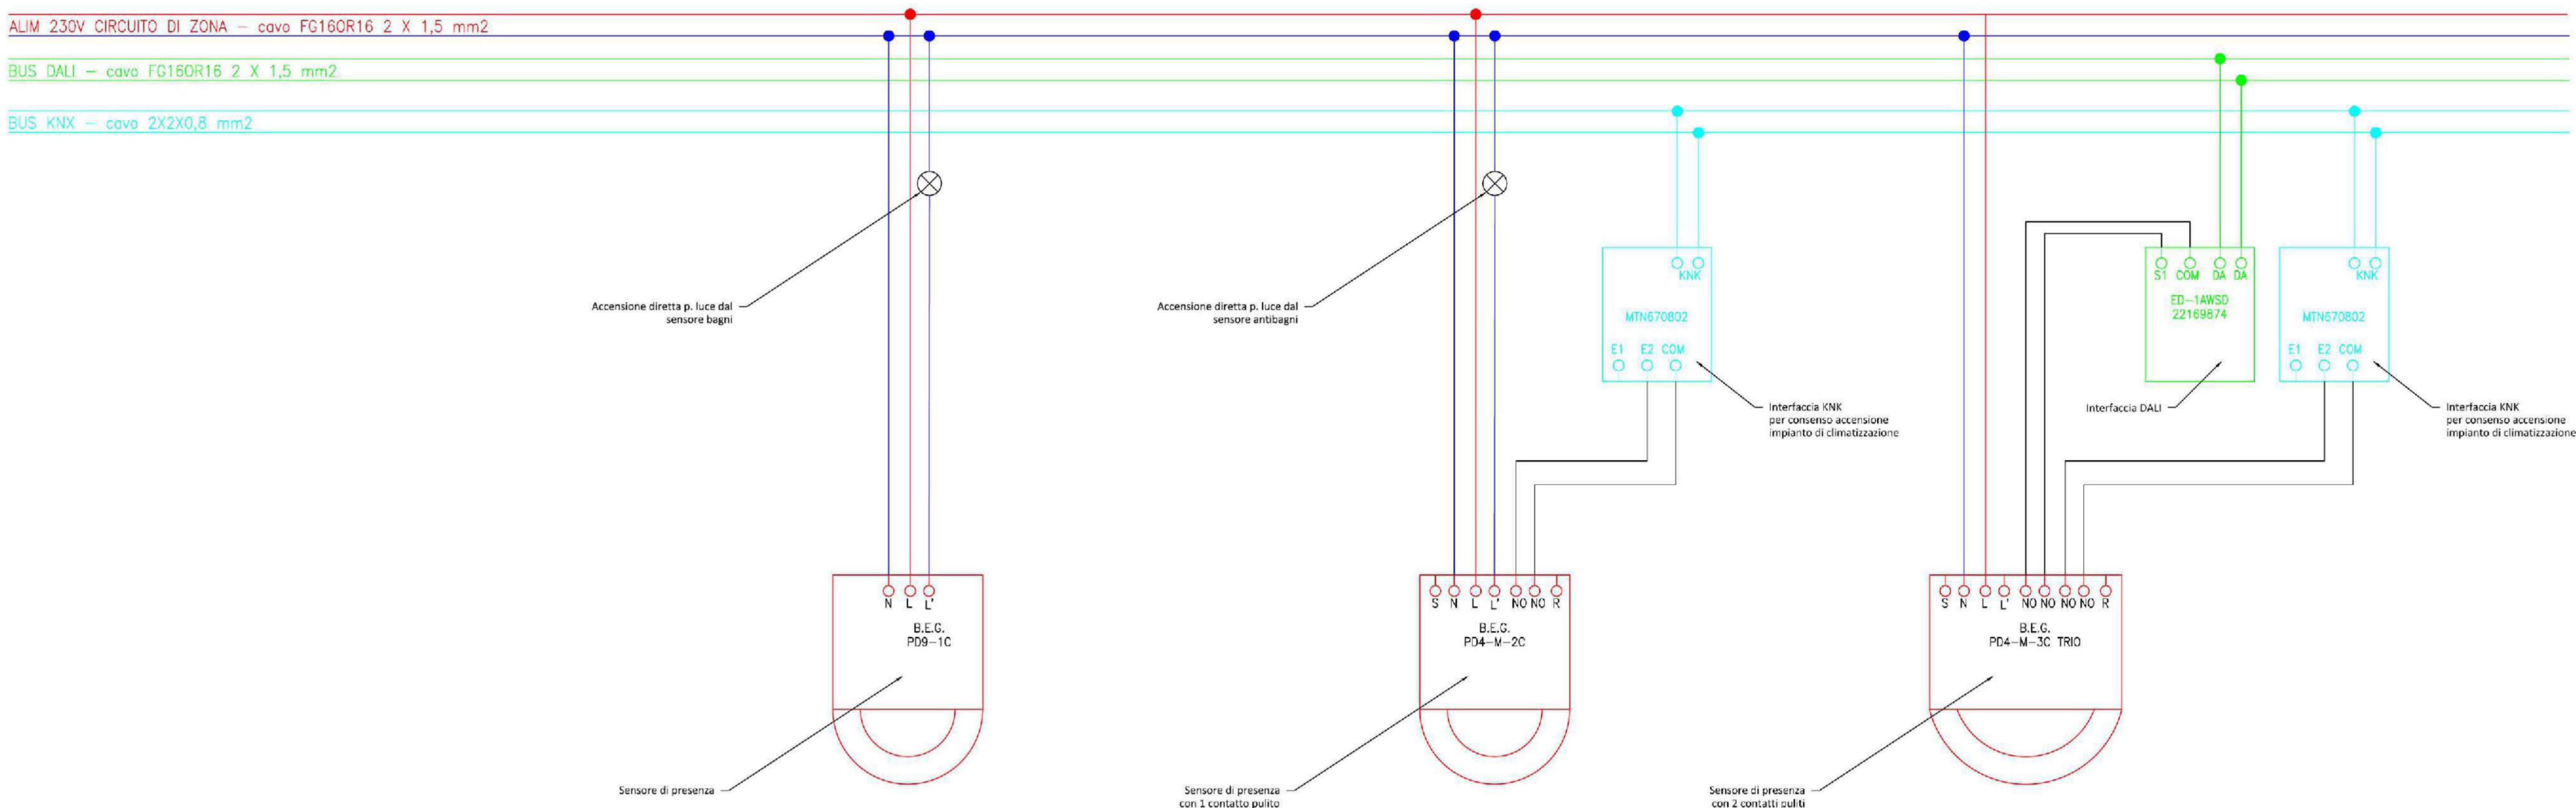 ALIM 230V CIRCUITO DI ZONA – cavo FG16OR16 2 X 1,5 mm2
BUS DALI – cavo FG16OR16 2 X 1,5 mm2
BUS KNX – cavo 2X2X0,8 mm2
Accensione diretta p. luce dal
sensore bagni
N L L'
B.E.G.
PD9-1C
Sensore di presenza
Accensione diretta p. luce dal
sensore antibagni
KNK
MTN670802
E1 E2 COM
Interfaccia KNK
per consenso accensione
impianto di climatizzazione
S N L L' NO NO R
B.E.G.
PD4-M-2C
Sensore di presenza
con 1 contatto pulito
S1 COM DA DA
ED-1AWSD
22169874
Interfaccia DALI
KNK
MTN670802
E1 E2 COM
Interfaccia KNK
per consenso accensione
impianto di climatizzazione
S N L L' NO NO NO NO R
B.E.G.
PD4-M-3C TRIO
Sensore di presenza
con 2 contatti puliti